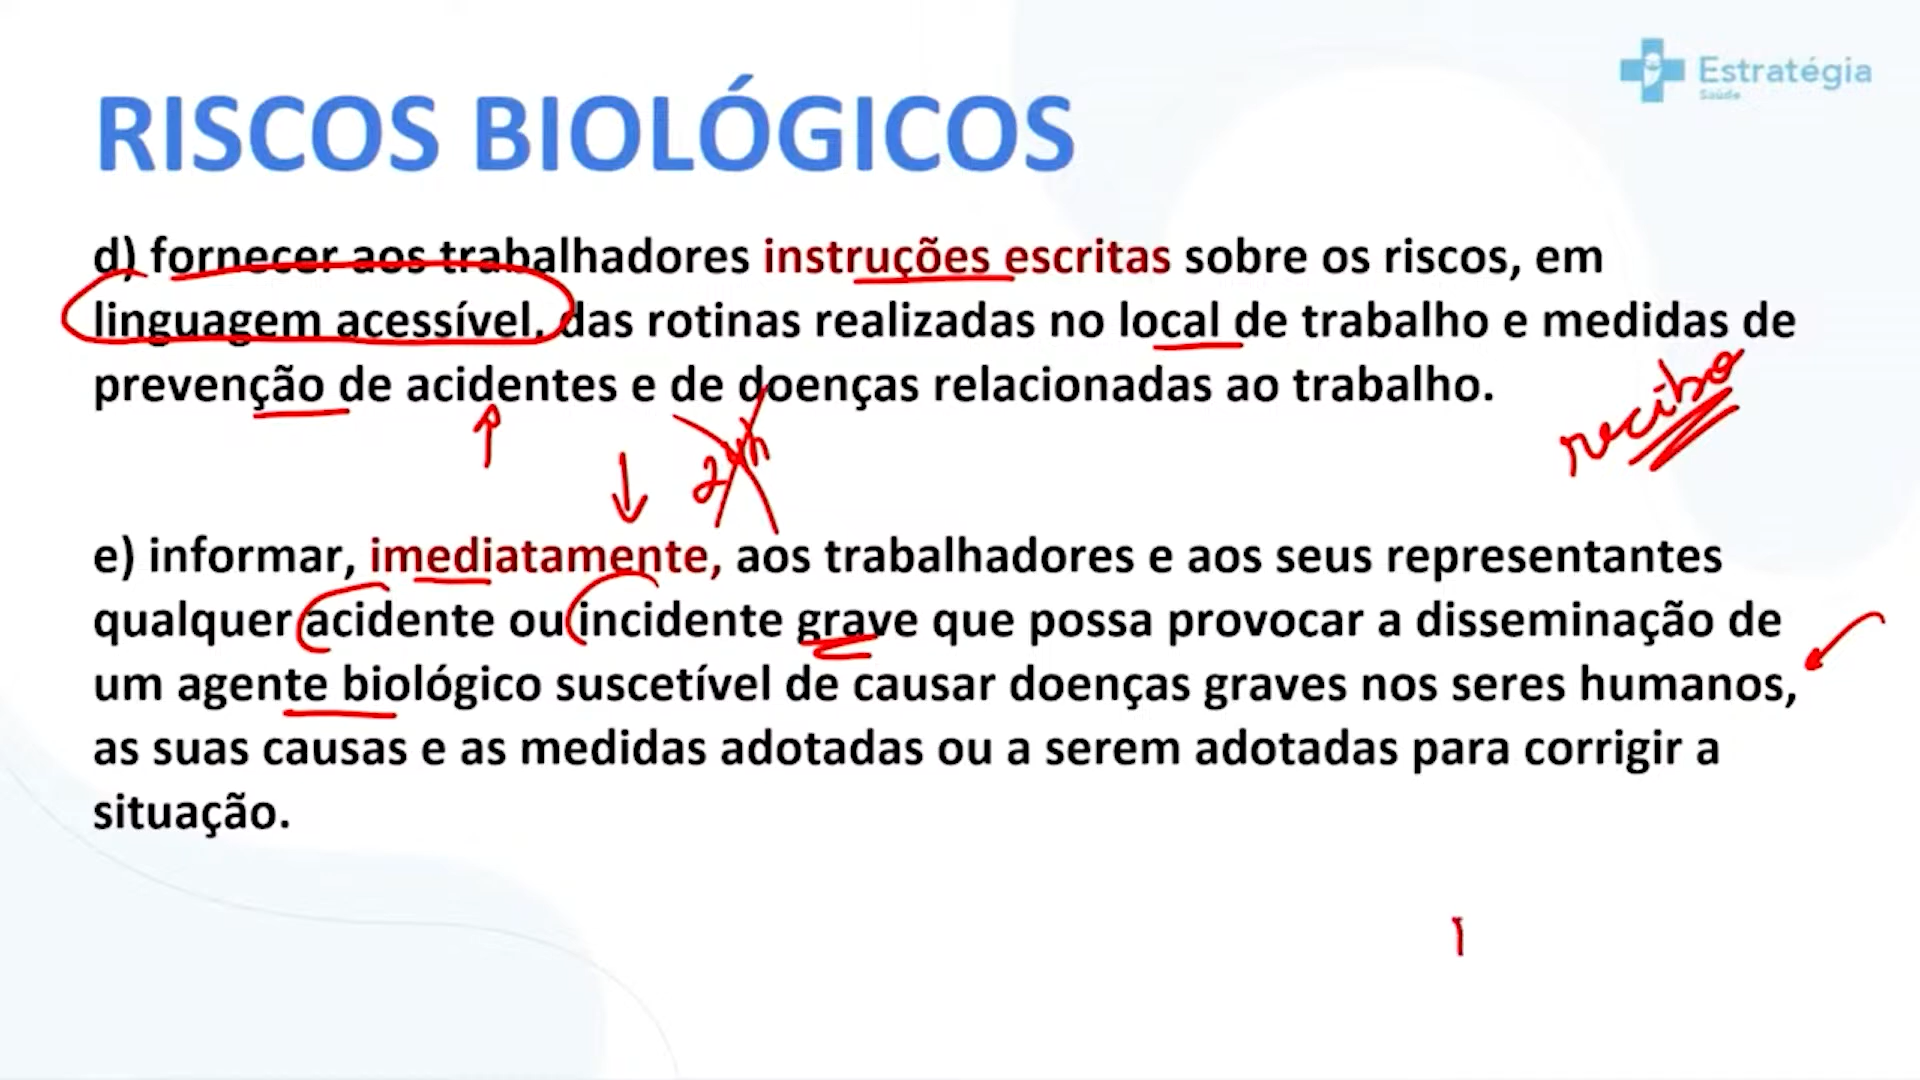 Estratégia
Saúde
RISCOS BIOLÓGICOS
d) fornecer aos trabalhadores instruções escritas sobre os riscos, em
linguagem acessível, das rotinas realizadas no local de trabalho e medidas de
prevenção de acidentes e de doenças relacionadas ao trabalho.
recibo
24h
e) informar, imediatamente, aos trabalhadores e aos seus representantes
qualquer acidente ou incidente grave que possa provocar a disseminação de
um agente biológico suscetível de causar doenças graves nos seres humanos,
as suas causas e as medidas adotadas ou a serem adotadas para corrigir a
situação.